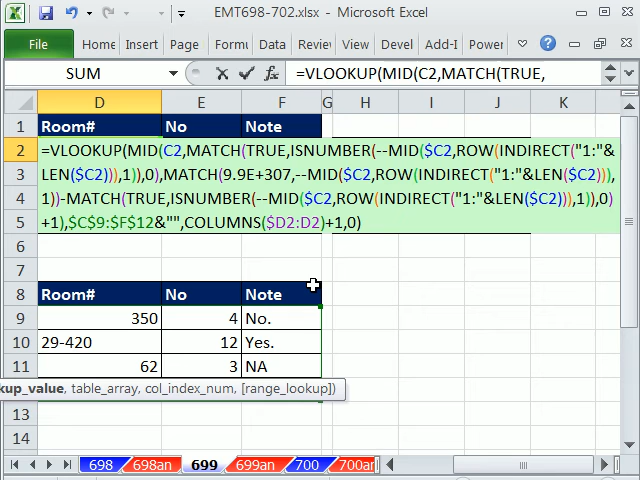 EMT698-702.xlsx - Microsoft Excel
File Home Insert Page Formu Data Reviev View Devel Add-I Power
SUM =VLOOKUP(MID(C2,MATCH(TRUE,
D E F G H I J K
1 Room# No Note
2 =VLOOKUP(MID(C2,MATCH(TRUE,ISNUMBER(--MID($C2,ROW(INDIRECT("1:"&
3 LEN($C2))),1)),0),MATCH(9.9E+307,--MID($C2,ROW(INDIRECT("1:"&LEN($C2))),
4 1))-MATCH(TRUE,ISNUMBER(--MID($C2,ROW(INDIRECT("1:"&LEN($C2))),1)),0)
5 +1),$C$9:$F$12&"",COLUMNS($D2:D2)+1,0)
6
7
8 Room# No Note
9 350 4 No.
10 29-420 12 Yes.
11 62 3 NA
kup_value, table_array, col_index_num, [range_lookup])
13
14
698 698an 699 699an 700 700ar